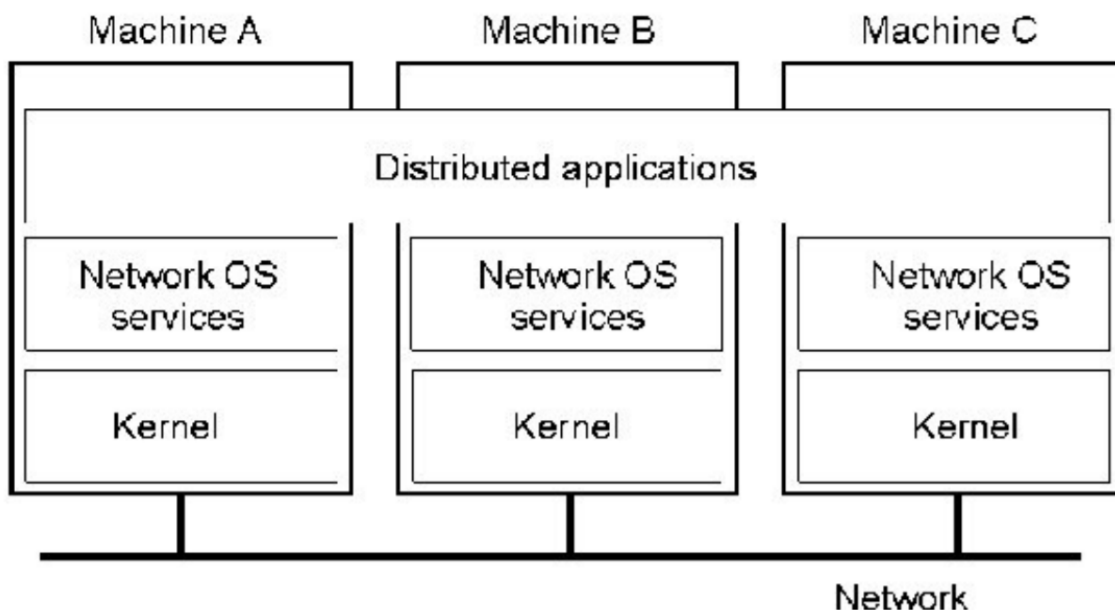 Machine A
Machine B
Machine C
Distributed applications
Network OS
services
Network OS
services
Network OS
services
Kernel
Kernel
Kernel
Network